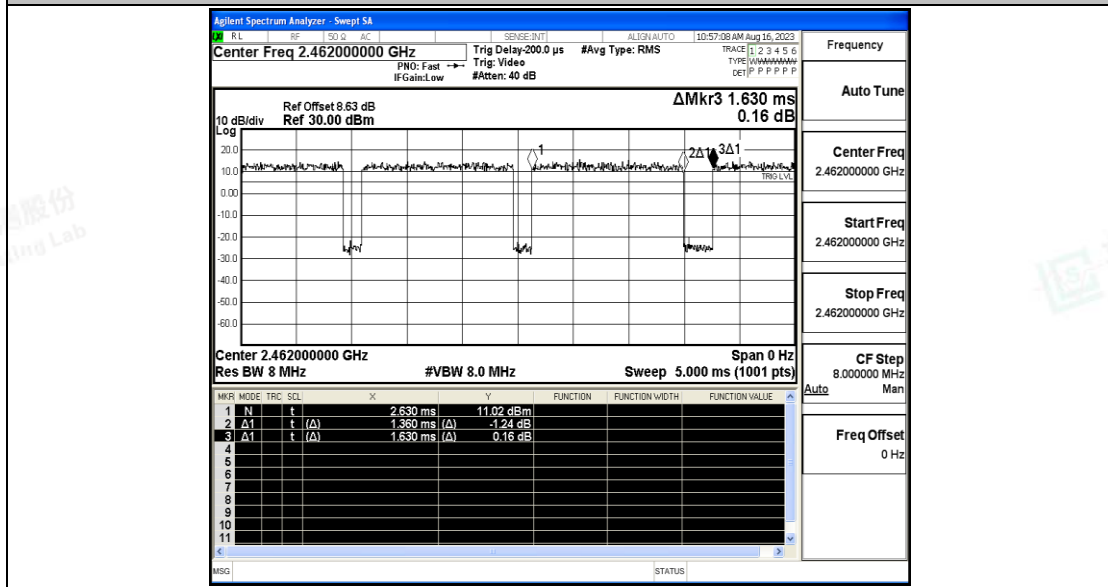 Agilent Spectrum Analyzer - Swept SA
RL RF 50 Ω AC SENSE:INT ALIGN AUTO 10:57:08 AM Aug 16, 2023
Center Freq 2.462000000 GHz
PNO: Fast
IFGain:Low
Trig Delay-200.0 µs
Trig: Video
#Atten: 40 dB
#Avg Type: RMS
TRACE 1 2 3 4 5 6
TYPE
DET P P P P P P
ΔMkr3 1.630 ms
0.16 dB
Ref Offset 8.63 dB
10 dB/div Ref 30.00 dBm
Log
20.0
10.0
0.00
-10.0
-20.0
-30.0
-40.0
-50.0
-60.0
1
2Δ1
3Δ1
TRIG LVL
Center 2.462000000 GHz Span 0 Hz
Res BW 8 MHz #VBW 8.0 MHz Sweep 5.000 ms (1001 pts)
MKR MODE TRC SCL X Y FUNCTION FUNCTION WIDTH FUNCTION VALUE
1 N t 2.630 ms 11.02 dBm
2 Δ1 t (Δ) 1.360 ms (Δ) -1.24 dB
3 Δ1 t (Δ) 1.630 ms (Δ) 0.16 dB
4
5
6
7
8
9
10
11
MSG STATUS
Frequency
Auto Tune
Center Freq
2.462000000 GHz
Start Freq
2.462000000 GHz
Stop Freq
2.462000000 GHz
CF Step
8.000000 MHz
Auto Man
Freq Offset
0 Hz
股份
Lab